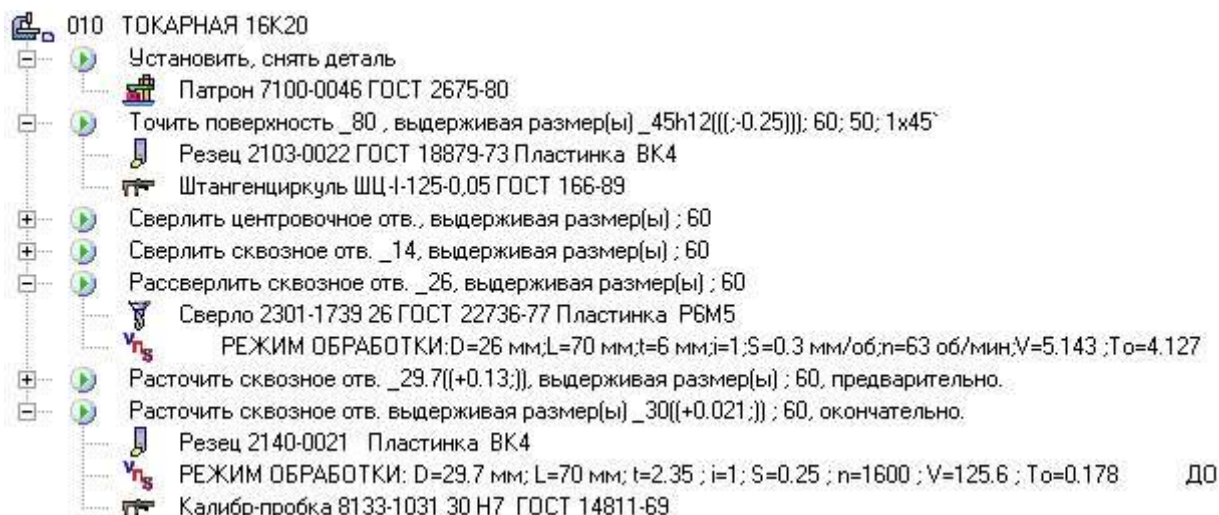 010 ТОКАРНАЯ 16К20
Установить, снять деталь
Патрон 7100-0046 ГОСТ 2675-80
Точить поверхность _80 , выдерживая размер(ы) _45h12(((;-0.25))); 60; 50; 1x45`
Резец 2103-0022 ГОСТ 18879-73 Пластинка ВК4
Штангенциркуль ШЦ-I-125-0,05 ГОСТ 166-89
Сверлить центровочное отв., выдерживая размер(ы) ; 60
Сверлить сквозное отв. _14, выдерживая размер(ы) ; 60
Рассверлить сквозное отв. _26, выдерживая размер(ы) ; 60
Сверло 2301-1739 26 ГОСТ 22736-77 Пластинка Р6М5
РЕЖИМ ОБРАБОТКИ:D=26 мм;L=70 мм;t=6 мм;i=1;S=0.3 мм/об;n=63 об/мин;V=5.143 ;To=4.127
Расточить сквозное отв. _29.7((+0.13;)), выдерживая размер(ы) ; 60, предварительно.
Расточить сквозное отв. выдерживая размер(ы) _30((+0.021;)) ; 60, окончательно.
Резец 2140-0021 Пластинка ВК4
РЕЖИМ ОБРАБОТКИ: D=29.7 мм; L=70 мм; t=2.35 ; i=1; S=0.25 ; n=1600 ; V=125.6 ; To=0.178 ДО
Калибр-пробка 8133-1031 30 H7 ГОСТ 14811-69